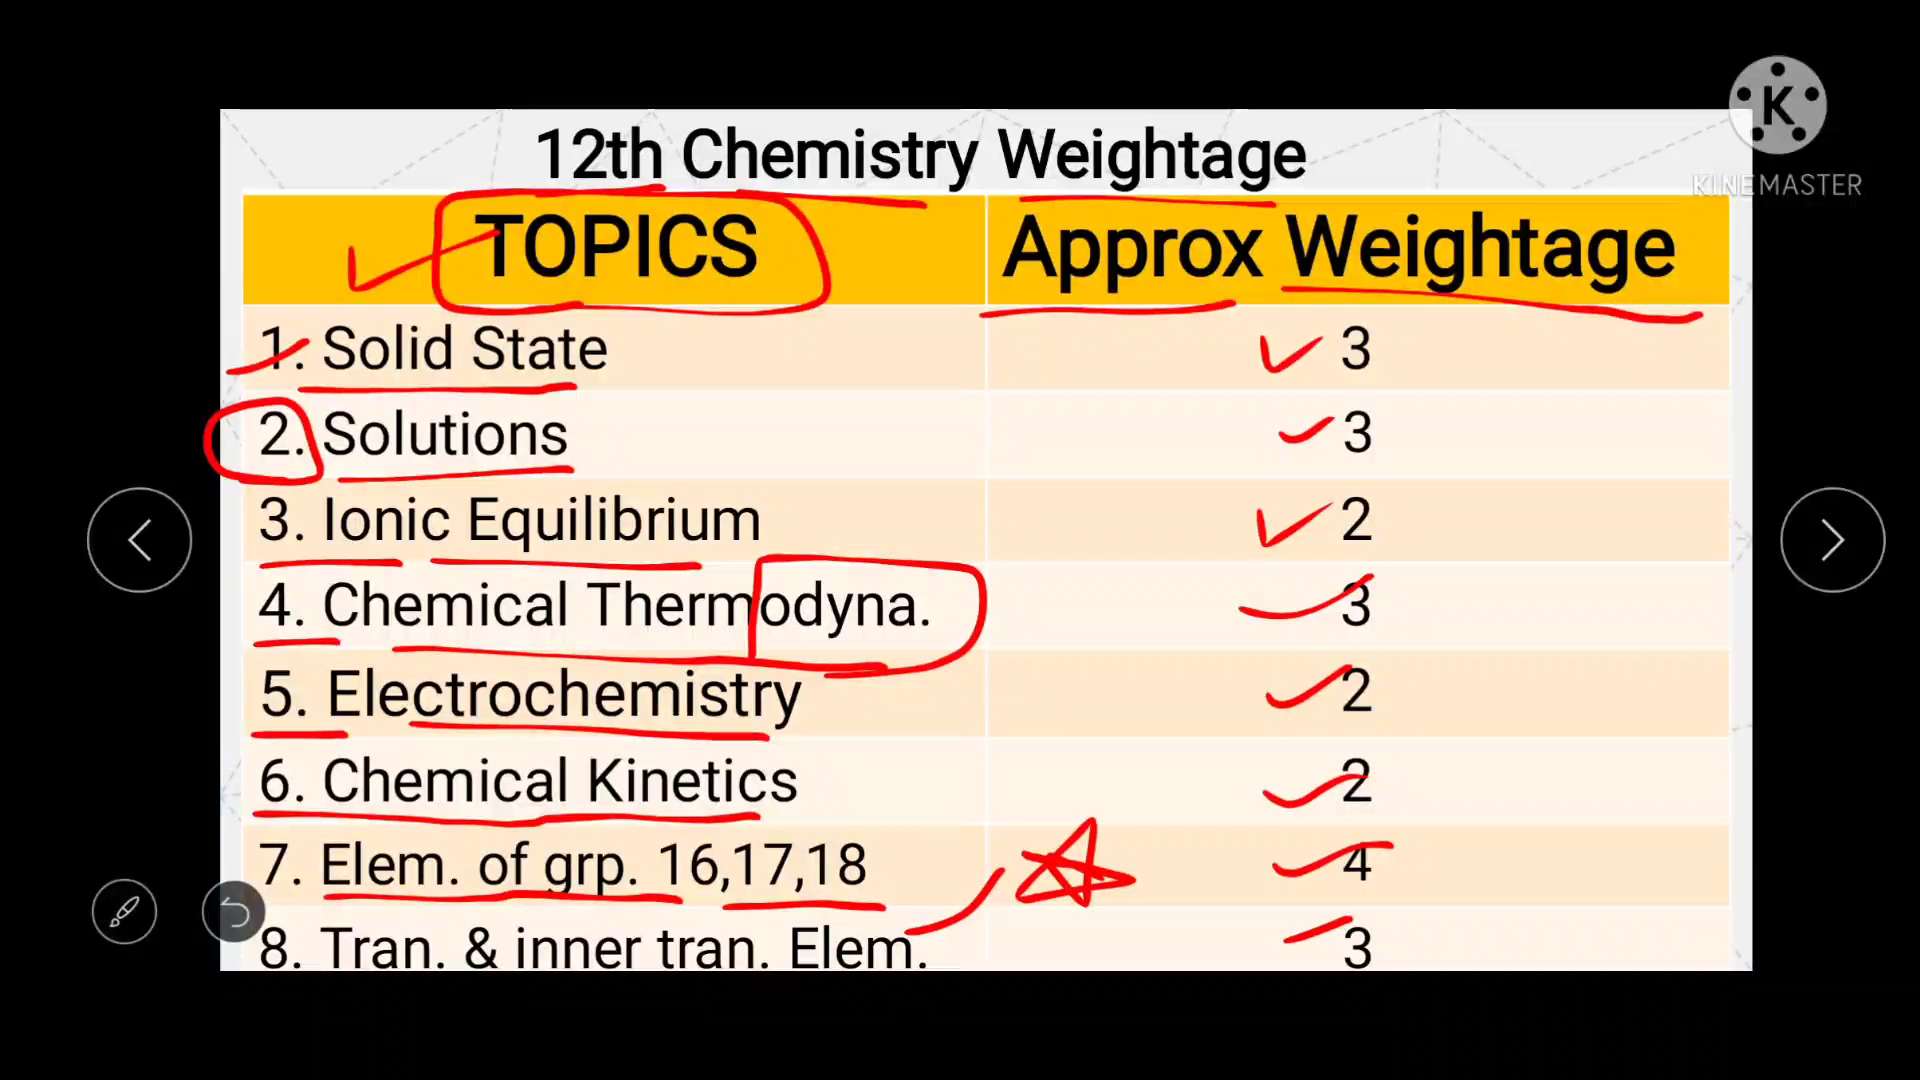 K
KINEMASTER
12th Chemistry Weightage
TOPICS Approx Weightage
1. Solid State 3
2. Solutions 3
3. Ionic Equilibrium 2
4. Chemical Thermodyna. 3
5. Electrochemistry 2
6. Chemical Kinetics 2
7. Elem. of grp. 16,17,18 4
8. Tran. & inner tran. Elem. 3